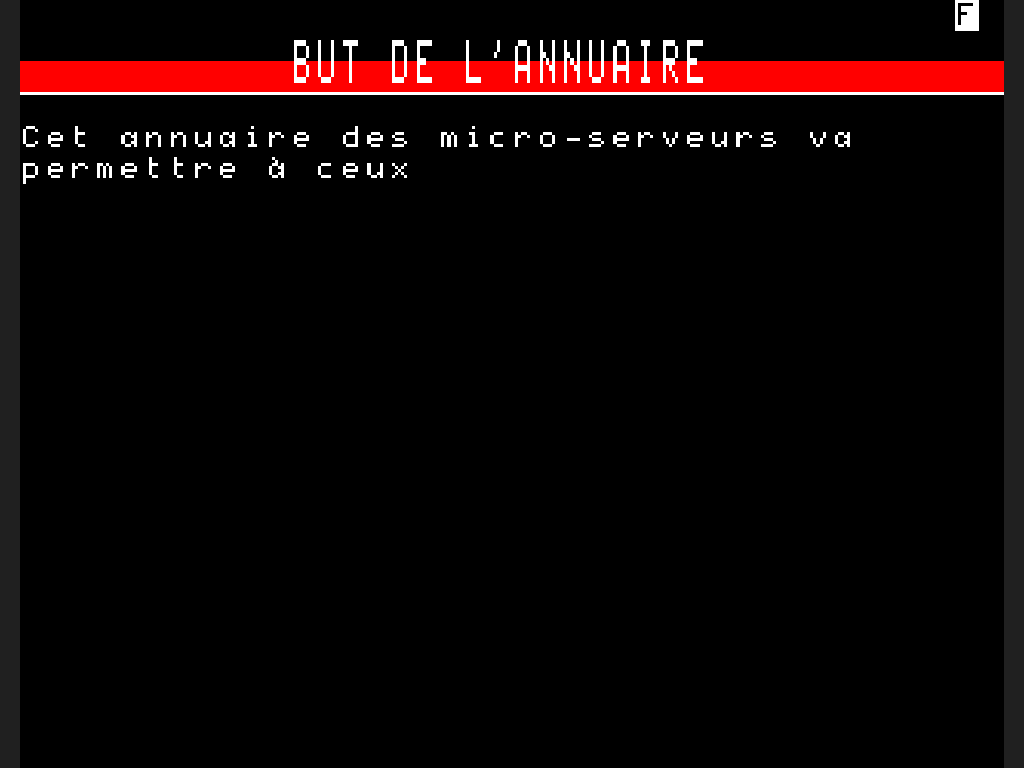 F
BUT DE L'ANNUAIRE
Cet annuaire des micro-serveurs va
permettre à ceux